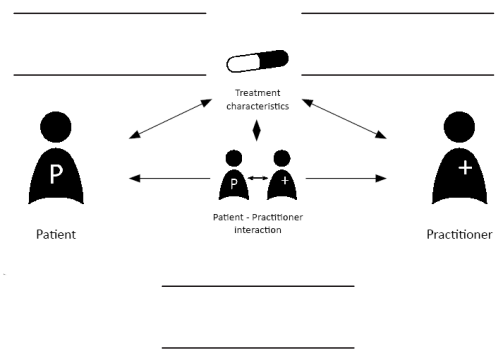 Treatment
characteristics
P
+
P
+
Patient - Practitioner
interaction
Patient
Practitioner